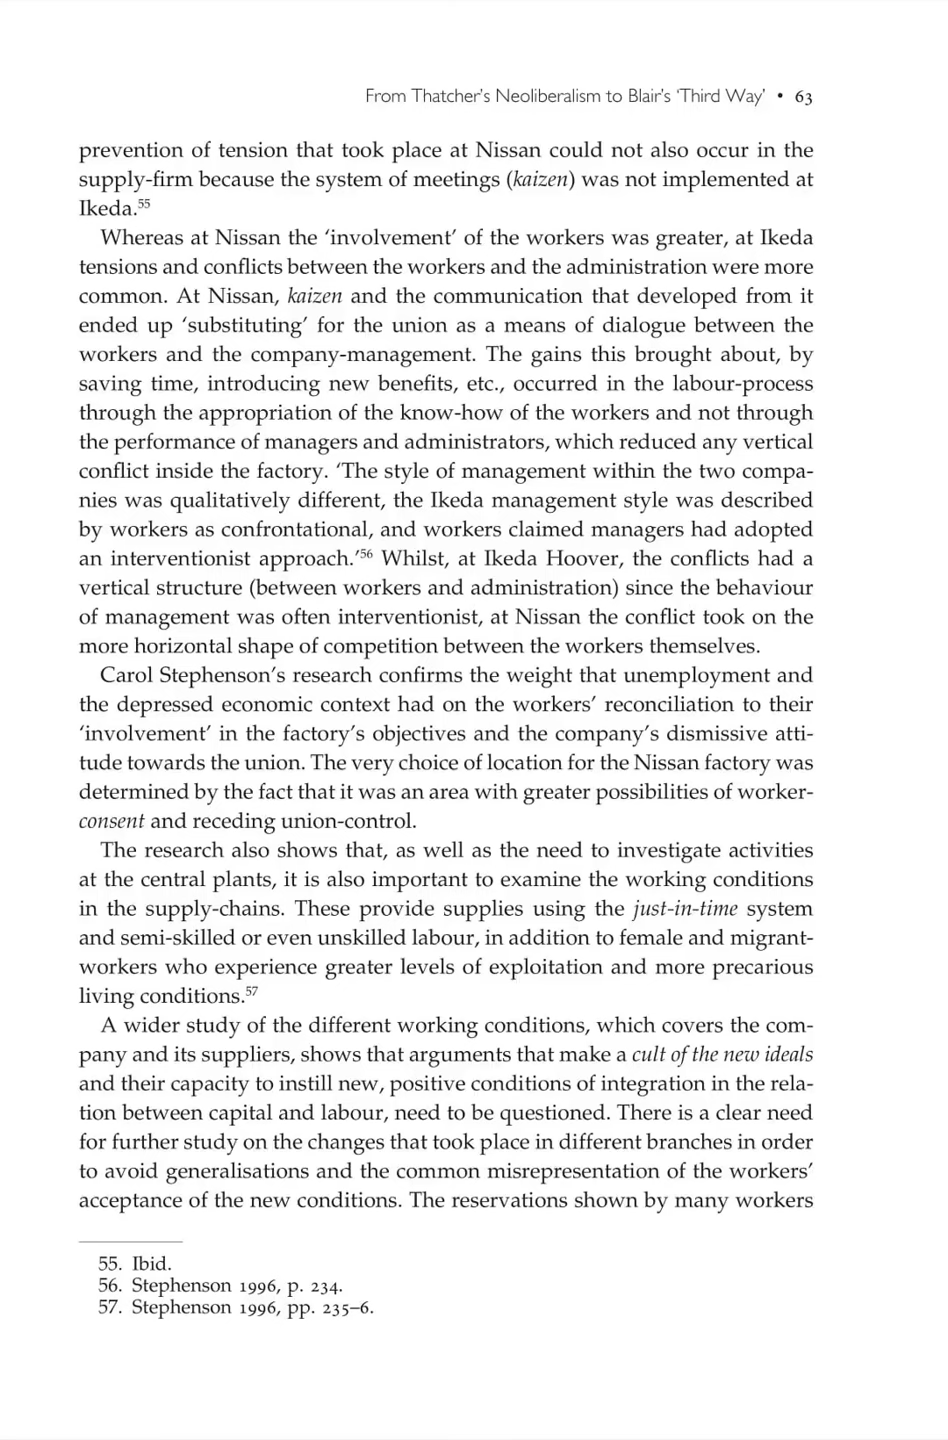 From Thatcher's Neoliberalism to Blair's 'Third Way' • 63
prevention of tension that took place at Nissan could not also occur in the
supply-firm because the system of meetings (kaizen) was not implemented at
Ikeda.55
Whereas at Nissan the 'involvement' of the workers was greater, at Ikeda
tensions and conflicts between the workers and the administration were more
common. At Nissan, kaizen and the communication that developed from it
ended up 'substituting' for the union as a means of dialogue between the
workers and the company-management. The gains this brought about, by
saving time, introducing new benefits, etc., occurred in the labour-process
through the appropriation of the know-how of the workers and not through
the performance of managers and administrators, which reduced any vertical
conflict inside the factory. 'The style of management within the two compa-
nies was qualitatively different, the Ikeda management style was described
by workers as confrontational, and workers claimed managers had adopted
an interventionist approach.'56 Whilst, at Ikeda Hoover, the conflicts had a
vertical structure (between workers and administration) since the behaviour
of management was often interventionist, at Nissan the conflict took on the
more horizontal shape of competition between the workers themselves.
Carol Stephenson's research confirms the weight that unemployment and
the depressed economic context had on the workers' reconciliation to their
'involvement' in the factory's objectives and the company's dismissive atti-
tude towards the union. The very choice of location for the Nissan factory was
determined by the fact that it was an area with greater possibilities of worker-
consent and receding union-control.
The research also shows that, as well as the need to investigate activities
at the central plants, it is also important to examine the working conditions
in the supply-chains. These provide supplies using the just-in-time system
and semi-skilled or even unskilled labour, in addition to female and migrant-
workers who experience greater levels of exploitation and more precarious
living conditions.57
A wider study of the different working conditions, which covers the com-
pany and its suppliers, shows that arguments that make a cult of the new ideals
and their capacity to instill new, positive conditions of integration in the rela-
tion between capital and labour, need to be questioned. There is a clear need
for further study on the changes that took place in different branches in order
to avoid generalisations and the common misrepresentation of the workers'
acceptance of the new conditions. The reservations shown by many workers
55. Ibid.
56. Stephenson 1996, p. 234.
57. Stephenson 1996, pp. 235–6.